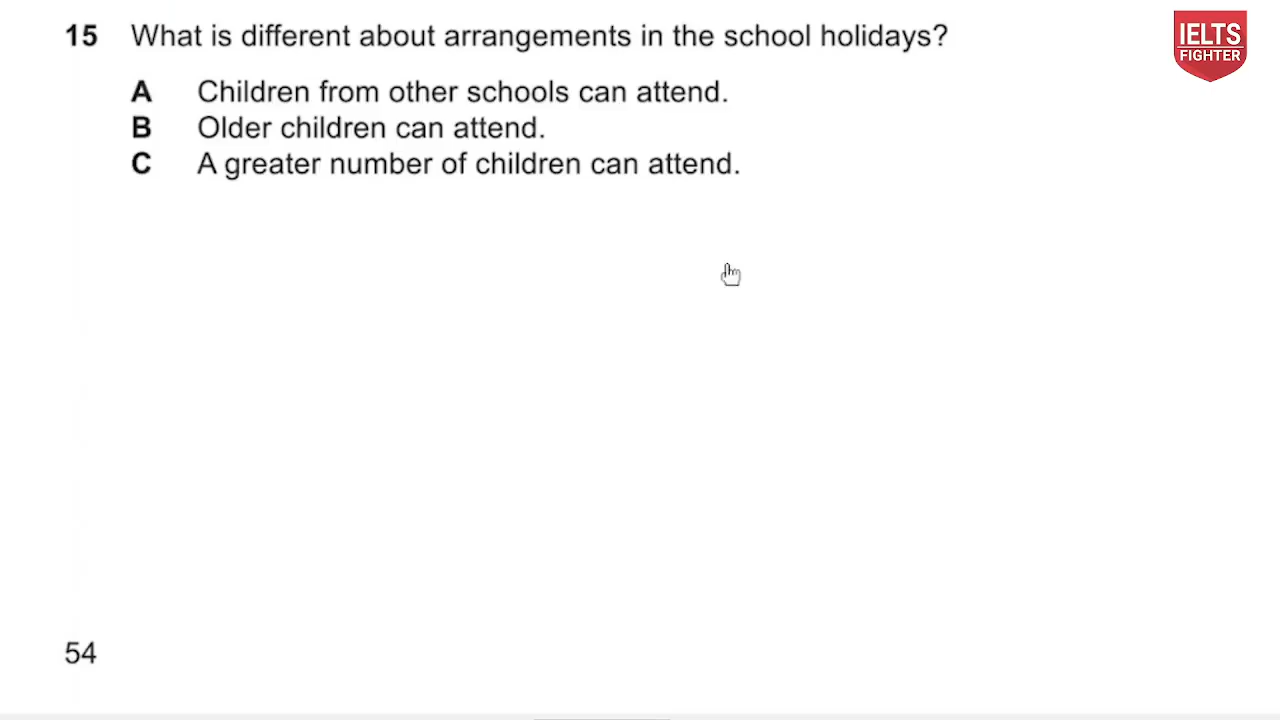 15 What is different about arrangements in the school holidays?
A Children from other schools can attend.
B Older children can attend.
C A greater number of children can attend.
54
IELTS
FIGHTER